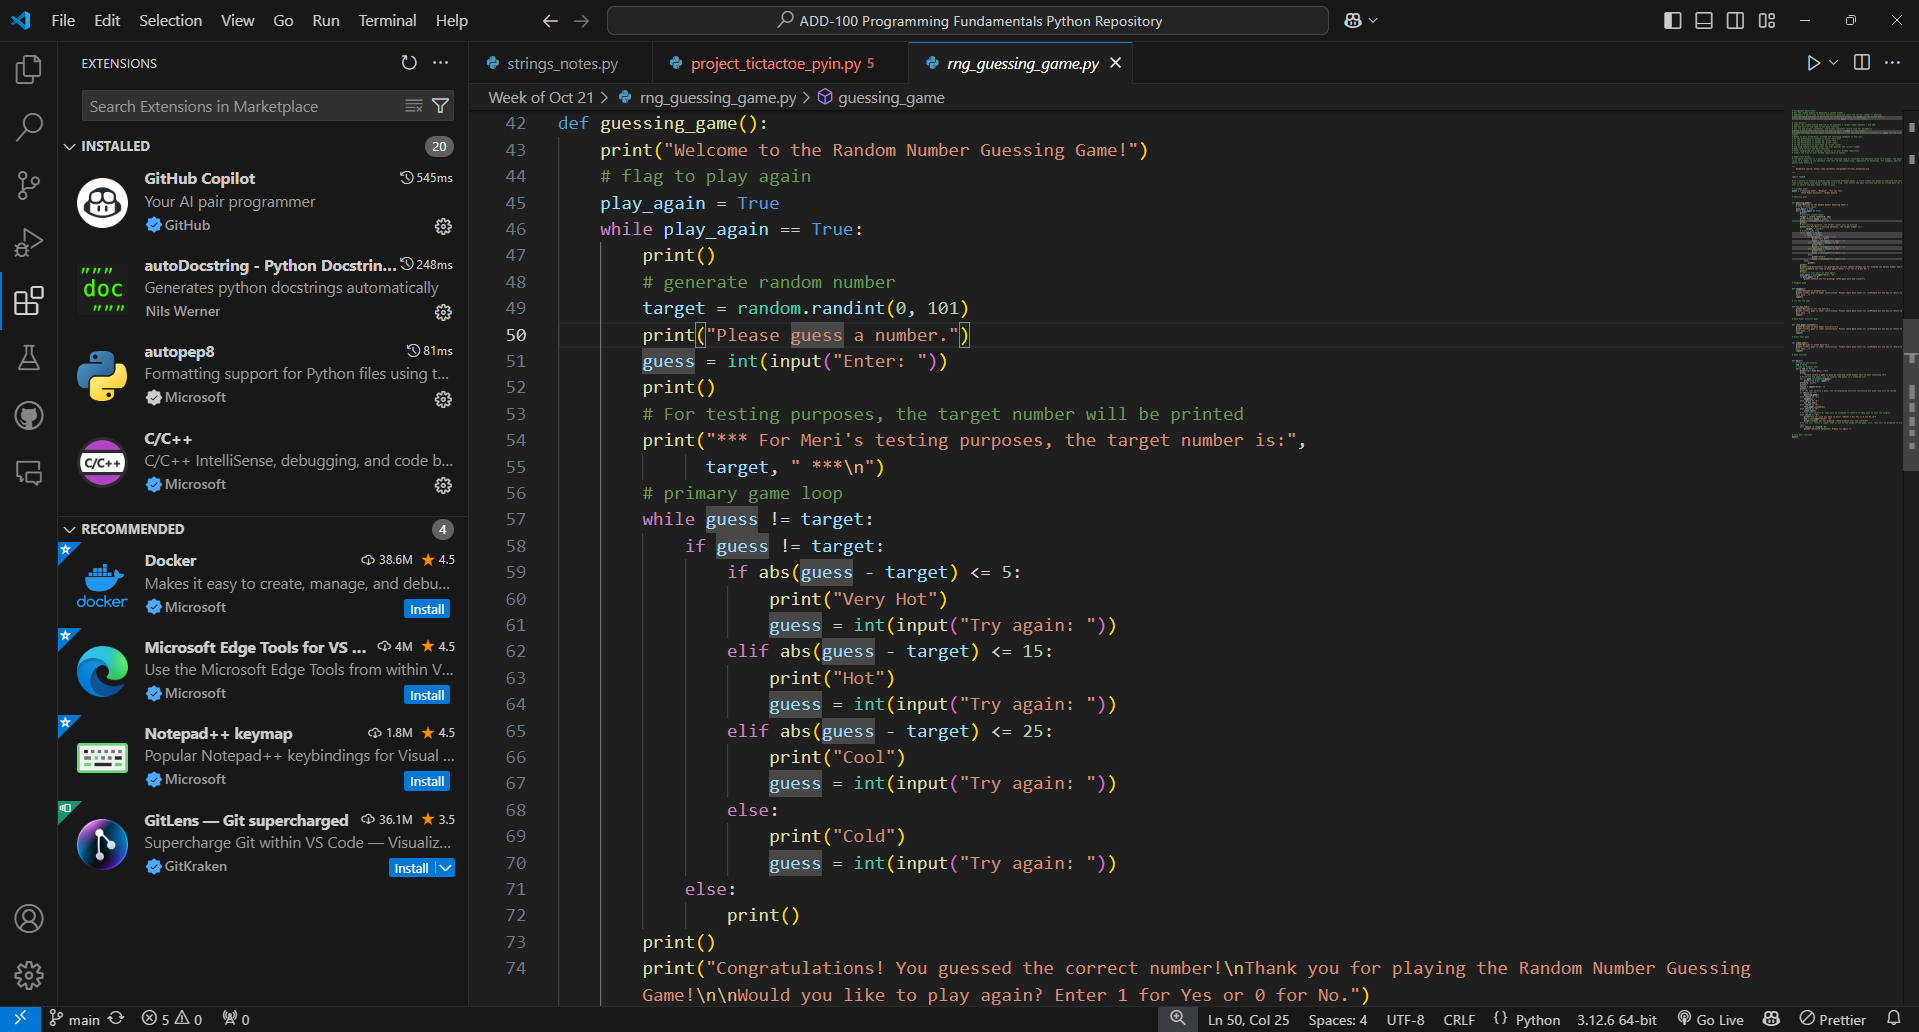 File Edit Selection View Go Run Terminal Help
ADD-100 Programming Fundamentals Python Repository
EXTENSIONS
Search Extensions in Marketplace
INSTALLED 20
GitHub Copilot 545ms
Your AI pair programmer
GitHub
autoDocstring - Python Docstrin... 248ms
Generates python docstrings automatically
Nils Werner
autopep8 81ms
Formatting support for Python files using t...
Microsoft
C/C++
C/C++ IntelliSense, debugging, and code b...
Microsoft
RECOMMENDED 4
Docker 38.6M 4.5
Makes it easy to create, manage, and debu...
Microsoft Install
Microsoft Edge Tools for VS ... 4M 4.5
Use the Microsoft Edge Tools from within V...
Microsoft Install
Notepad++ keymap 1.8M 4.5
Popular Notepad++ keybindings for Visual ...
Microsoft Install
GitLens — Git supercharged 36.1M 3.5
Supercharge Git within VS Code — Visualiz...
GitKraken Install
strings_notes.py project_tictactoe_pyin.py 5 rng_guessing_game.py
Week of Oct 21 > rng_guessing_game.py > guessing_game
42 def guessing_game():
43 print("Welcome to the Random Number Guessing Game!")
44 # flag to play again
45 play_again = True
46 while play_again == True:
47 print()
48 # generate random number
49 target = random.randint(0, 101)
50 print("Please guess a number.")
51 guess = int(input("Enter: "))
52 print()
53 # For testing purposes, the target number will be printed
54 print("*** For Meri's testing purposes, the target number is:",
55 target, " ***\n")
56 # primary game loop
57 while guess != target:
58 if guess != target:
59 if abs(guess - target) <= 5:
60 print("Very Hot")
61 guess = int(input("Try again: "))
62 elif abs(guess - target) <= 15:
63 print("Hot")
64 guess = int(input("Try again: "))
65 elif abs(guess - target) <= 25:
66 print("Cool")
67 guess = int(input("Try again: "))
68 else:
69 print("Cold")
70 guess = int(input("Try again: "))
71 else:
72 print()
73 print()
74 print("Congratulations! You guessed the correct number!\nThank you for playing the Random Number Guessing
Game!\n\nWould you like to play again? Enter 1 for Yes or 0 for No.")
main 5 0 0 Ln 50, Col 25 Spaces: 4 UTF-8 CRLF {} Python 3.12.6 64-bit Go Live Prettier